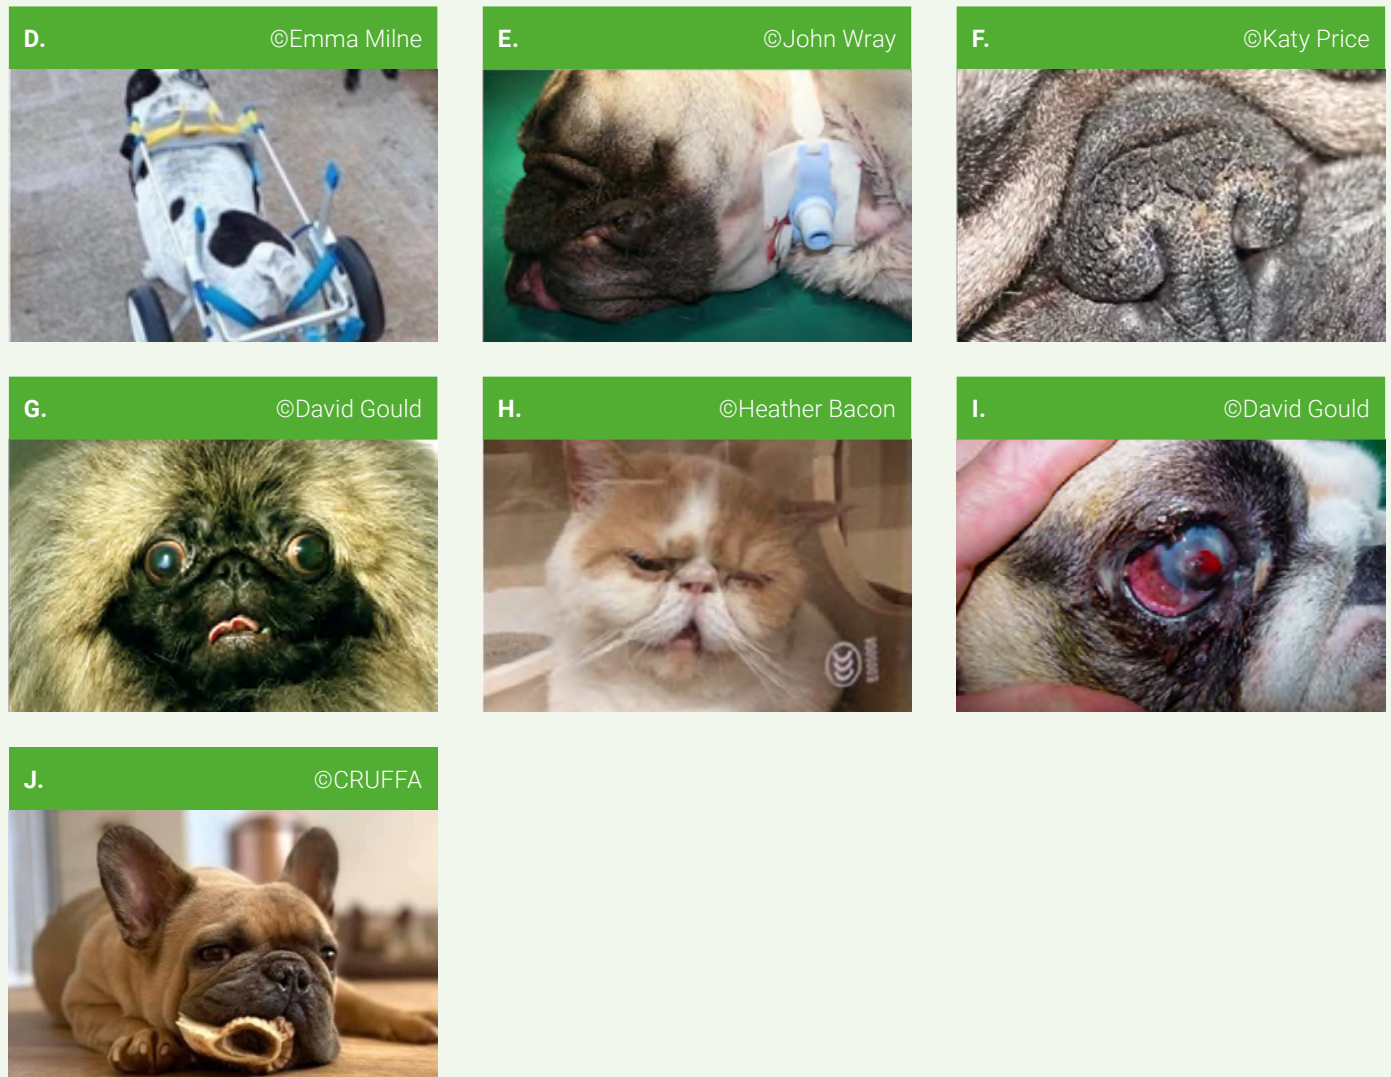 D. ©Emma Milne
E. ©John Wray
F. ©Katy Price
G. ©David Gould
H. ©Heather Bacon
I. ©David Gould
J. ©CRUFFA